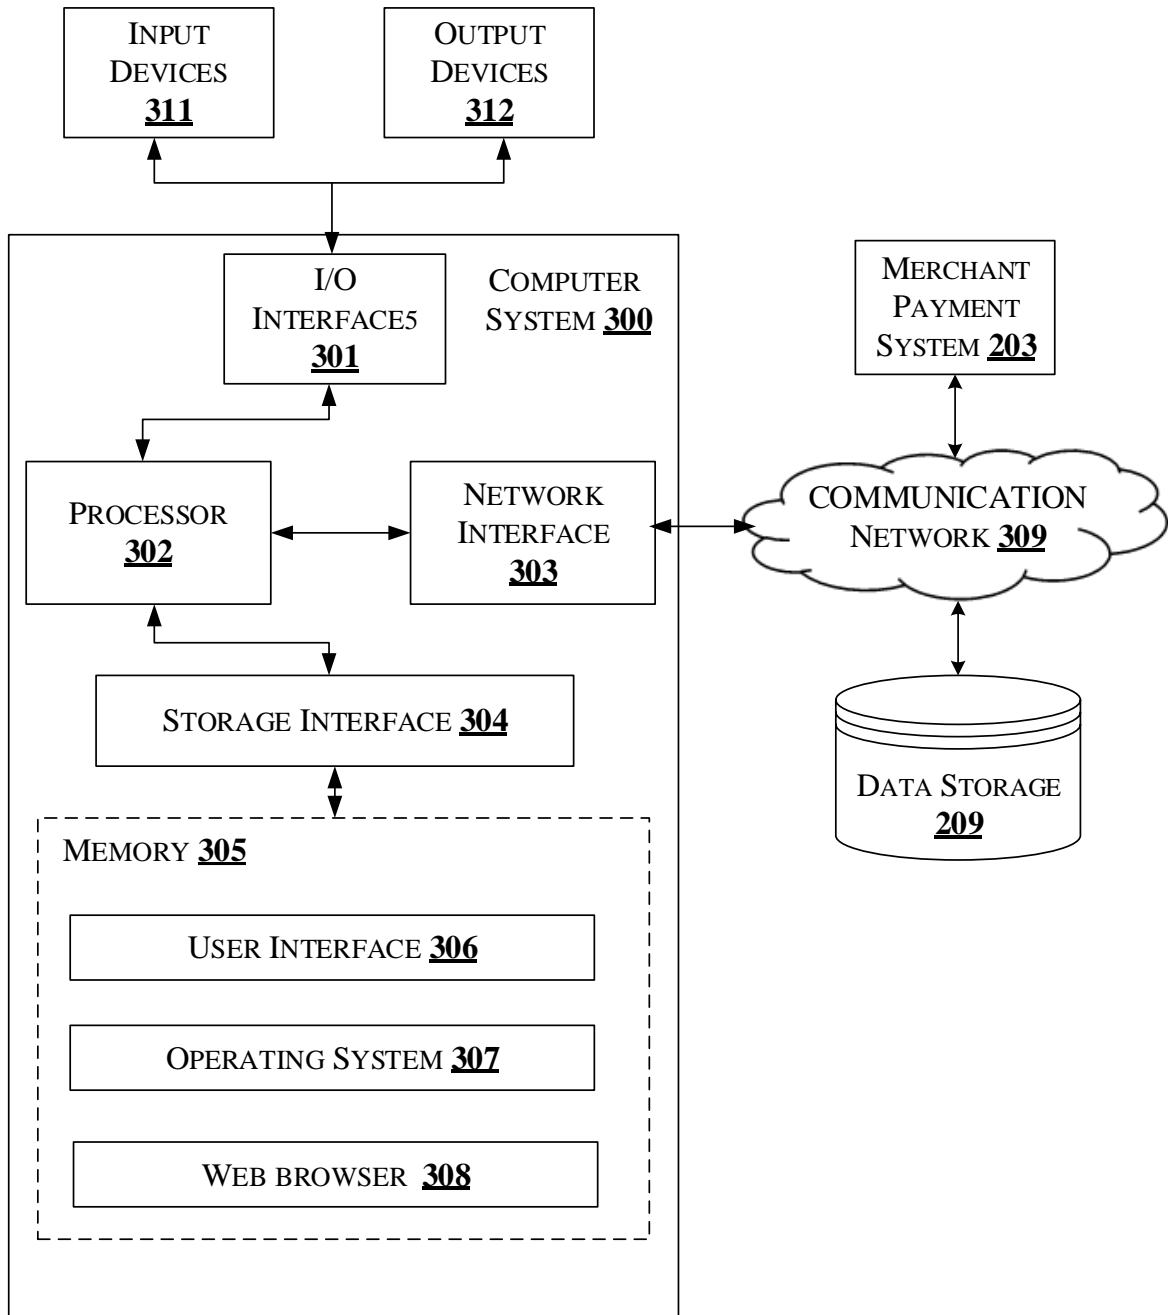 INPUT
DEVICES
311
OUTPUT
DEVICES
312
I/O
INTERFACE5
301
COMPUTER
SYSTEM 300
MERCHANT
PAYMENT
SYSTEM 203
PROCESSOR
302
NETWORK
INTERFACE
303
COMMUNICATION
NETWORK 309
STORAGE INTERFACE 304
DATA STORAGE
209
MEMORY 305
USER INTERFACE 306
OPERATING SYSTEM 307
WEB BROWSER 308